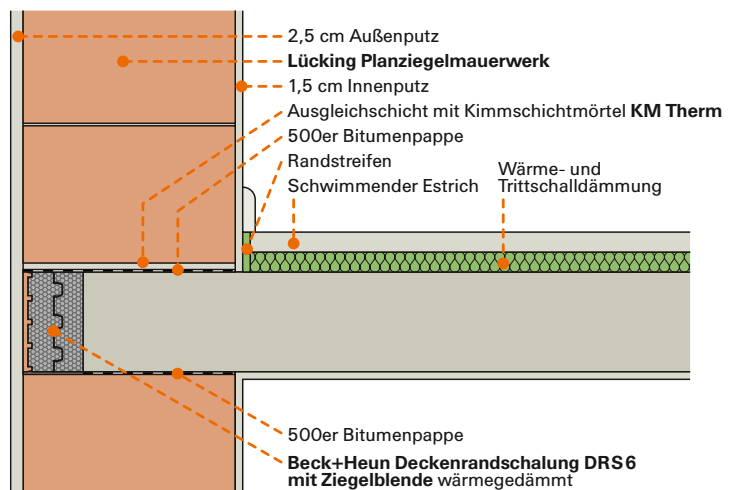 2,5 cm Außenputz
Lücking Planziegelmauerwerk
1,5 cm Innenputz
Ausgleichschicht mit Kimmschichtmörtel KM Therm
500er Bitumenpappe
Randstreifen
Schwimmender Estrich
Wärme- und
Trittschalldämmung
500er Bitumenpappe
Beck+Heun Deckenrandschalung DRS 6
mit Ziegelblende wärmegedämmt